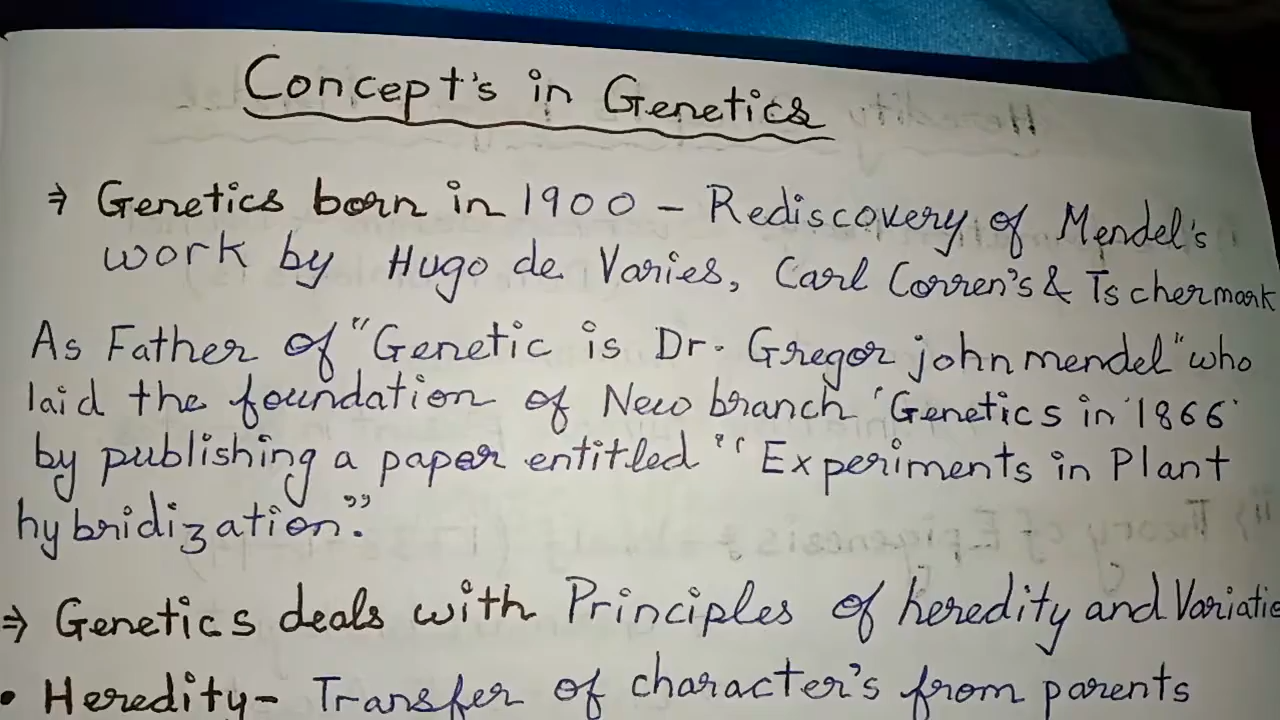 Concept's in Genetics
⇒ Genetics born in 1900 - Rediscovery of Mendel's
work by Hugo de Varies, Carl Corren's & Tschermark
As Father of "Genetic is Dr. Gregor john mendel" who
laid the foundation of New branch 'Genetics in '1866'
by publishing a paper entitled "Experiments in Plant
hybridization."
⇒ Genetics deals with Principles of heredity and Variatio
• Heredity- Transfer of character's from parents